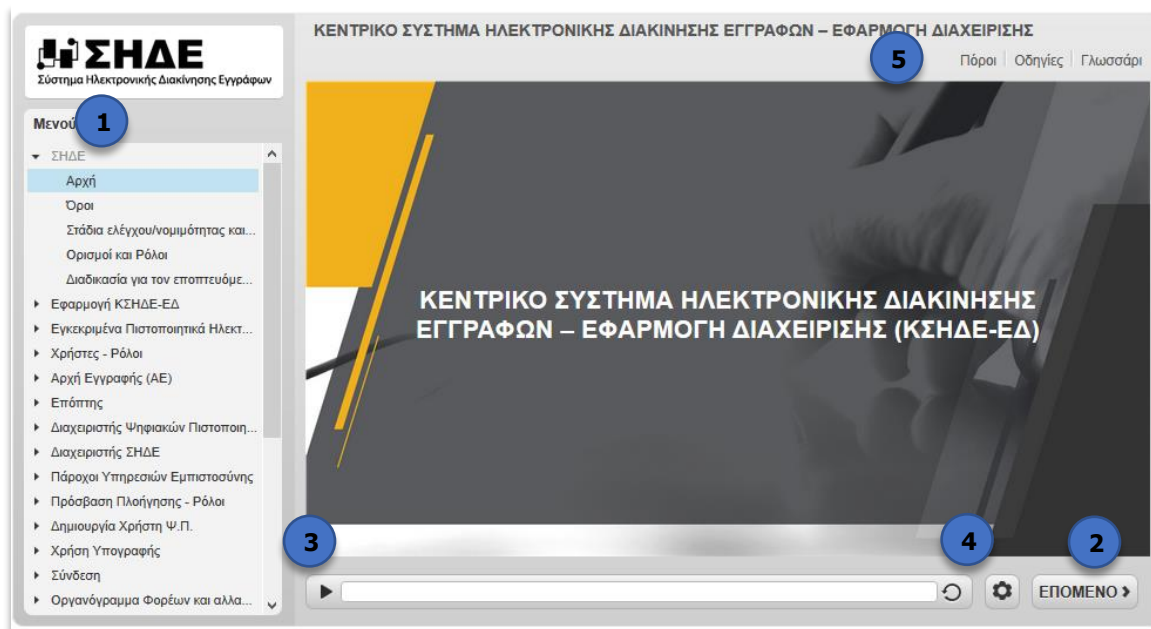 ΣΗΔΕ
Σύστημα Ηλεκτρονικής Διακίνησης Εγγράφων
ΚΕΝΤΡΙΚΟ ΣΥΣΤΗΜΑ ΗΛΕΚΤΡΟΝΙΚΗΣ ΔΙΑΚΙΝΗΣΗΣ ΕΓΓΡΑΦΩΝ – ΕΦΑΡΜΟΓΗ ΔΙΑΧΕΙΡΙΣΗΣ
5
Πόροι Οδηγίες Γλωσσάρι
Μενού 1
ΣΗΔΕ
Αρχή
Όροι
Στάδια ελέγχου/νομιμότητας και...
Ορισμοί και Ρόλοι
Διαδικασία για τον εποπτευόμε...
Εφαρμογή ΚΣΗΔΕ-ΕΔ
Εγκεκριμένα Πιστοποιητικά Ηλεκτ...
Χρήστες - Ρόλοι
Αρχή Εγγραφής (ΑΕ)
Επόπτης
Διαχειριστής Ψηφιακών Πιστοποιη...
Διαχειριστής ΣΗΔΕ
Πάροχοι Υπηρεσιών Εμπιστοσύνης
Πρόσβαση Πλοήγησης - Ρόλοι
Δημιουργία Χρήστη Ψ.Π.
Χρήση Υπογραφής
Σύνδεση
Οργανόγραμμα Φορέων και αλλα...
ΚΕΝΤΡΙΚΟ ΣΥΣΤΗΜΑ ΗΛΕΚΤΡΟΝΙΚΗΣ ΔΙΑΚΙΝΗΣΗΣ
ΕΓΓΡΑΦΩΝ – ΕΦΑΡΜΟΓΗ ΔΙΑΧΕΙΡΙΣΗΣ (ΚΣΗΔΕ-ΕΔ)
3
4
2
ΕΠΟΜΕΝΟ